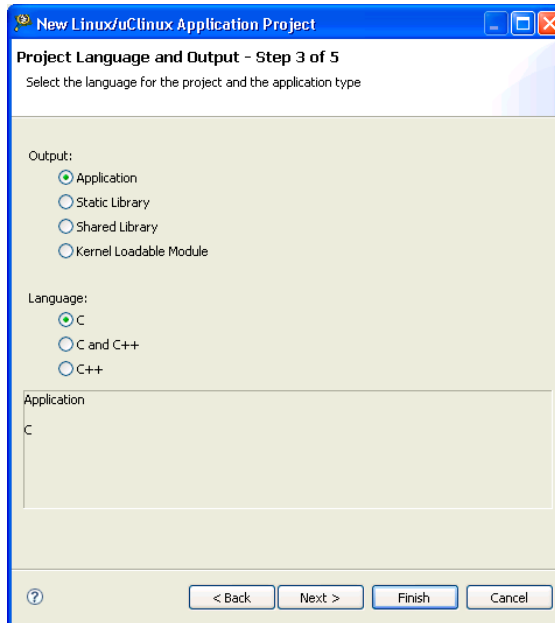 New Linux/uClinux Application Project
Project Language and Output - Step 3 of 5
Select the language for the project and the application type
Output:
Application
Static Library
Shared Library
Kernel Loadable Module
Language:
C
C and C++
C++
Application
C
?
< Back Next > Finish Cancel